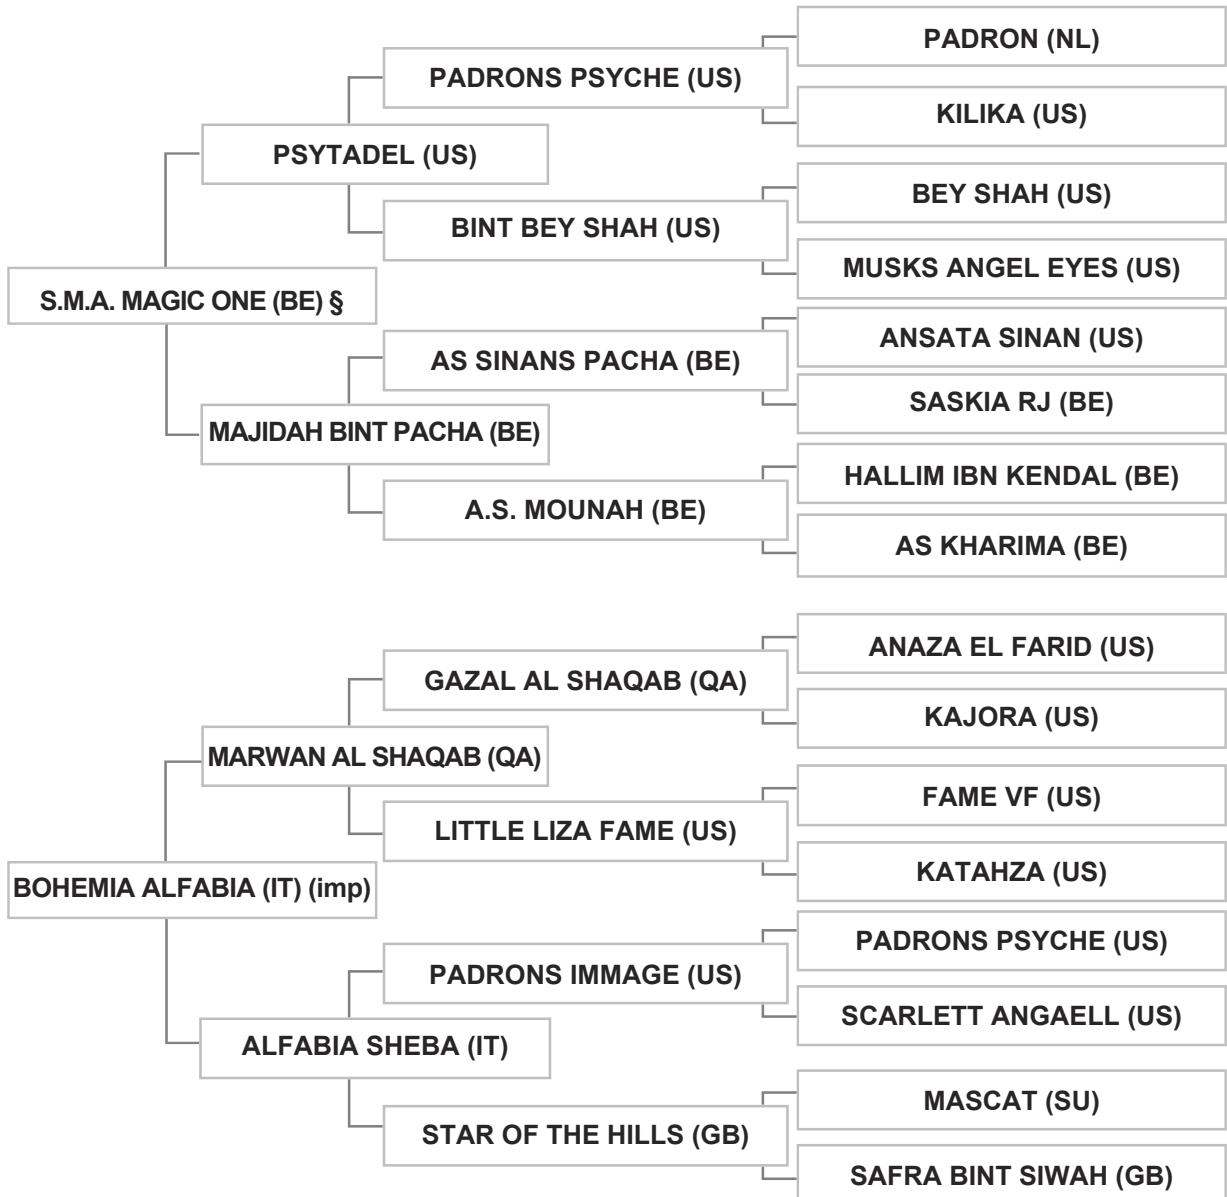 PADRON (NL)
PADRONS PSYCHE (US)
KILIKA (US)
PSYTADEL (US)
BEY SHAH (US)
BINT BEY SHAH (US)
MUSKS ANGEL EYES (US)
S.M.A. MAGIC ONE (BE) §
ANSATA SINAN (US)
AS SINANS PACHA (BE)
SASKIA RJ (BE)
MAJIDAH BINT PACHA (BE)
HALLIM IBN KENDAL (BE)
A.S. MOUNAH (BE)
AS KHARIMA (BE)
ANAZA EL FARID (US)
GAZAL AL SHAQAB (QA)
KAJORA (US)
MARWAN AL SHAQAB (QA)
FAME VF (US)
LITTLE LIZA FAME (US)
KATAHZA (US)
BOHEMIA ALFABIA (IT) (imp)
PADRONS PSYCHE (US)
PADRONS IMMAGE (US)
SCARLETT ANGAELL (US)
ALFABIA SHEBA (IT)
MASCAT (SU)
STAR OF THE HILLS (GB)
SAFRA BINT SIWAH (GB)